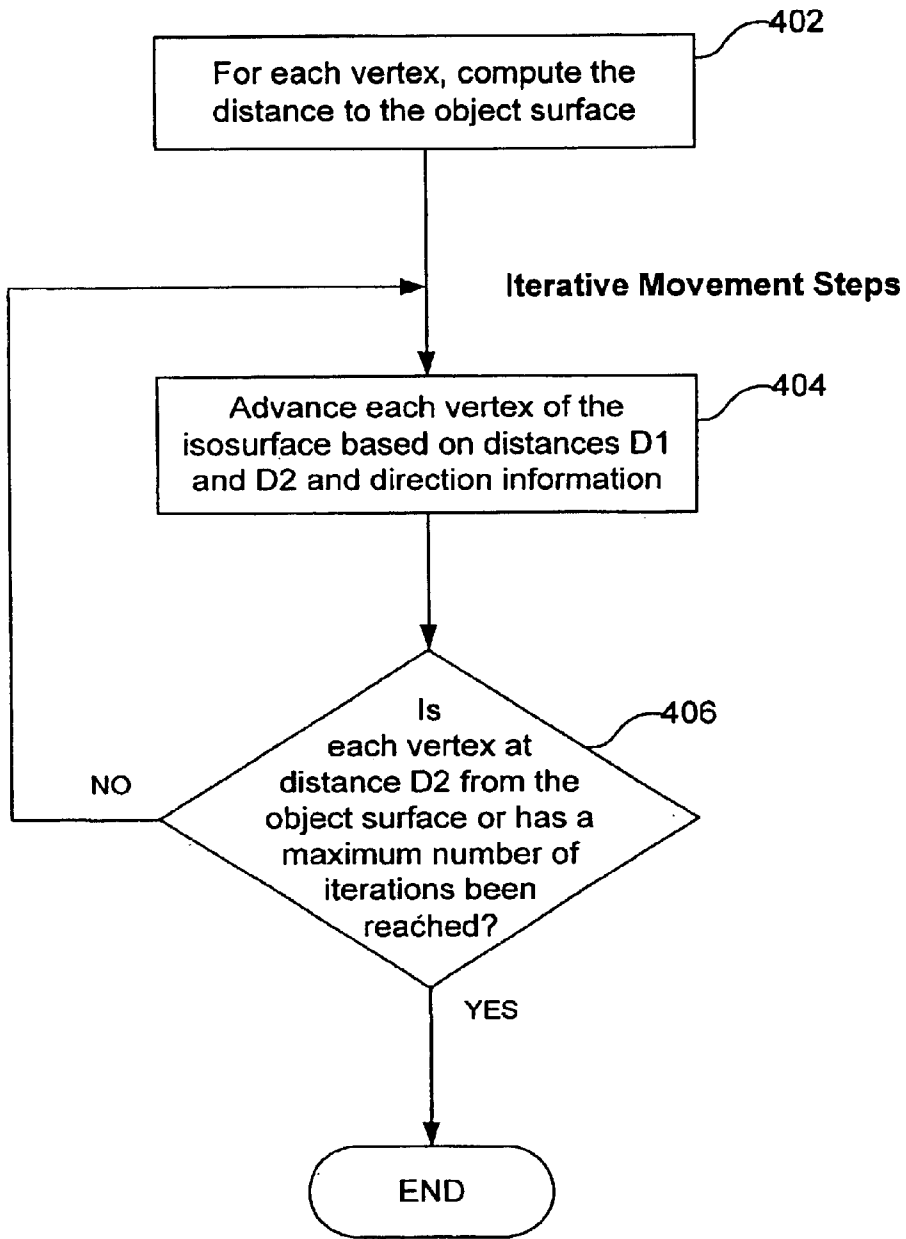 402
For each vertex, compute the
distance to the object surface
Iterative Movement Steps
404
Advance each vertex of the
isosurface based on distances D1
and D2 and direction information
406
Is
each vertex at
distance D2 from the
object surface or has a
maximum number of
iterations been
reached?
NO
YES
END